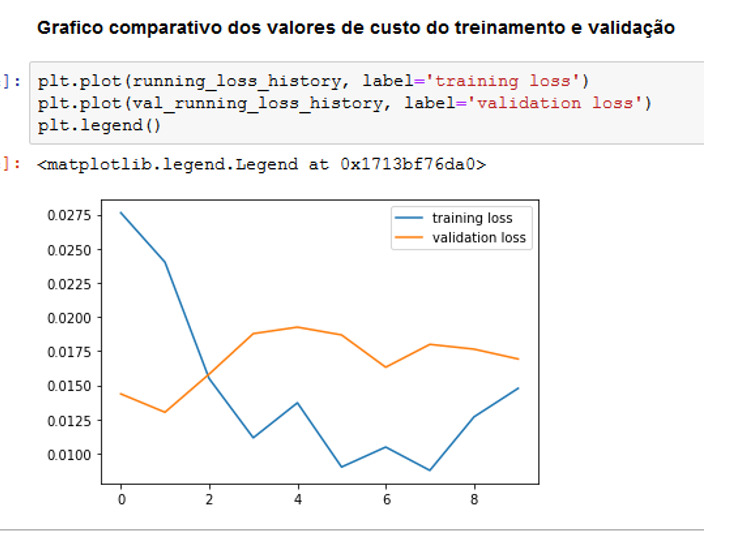 Grafico comparativo dos valores de custo do treinamento e validação
]: plt.plot(running_loss_history, label='training loss')
plt.plot(val_running_loss_history, label='validation loss')
plt.legend()
]: <matplotlib.legend.Legend at 0x1713bf76da0>
training loss
validation loss
0.0275
0.0250
0.0225
0.0200
0.0175
0.0150
0.0125
0.0100
0 2 4 6 8